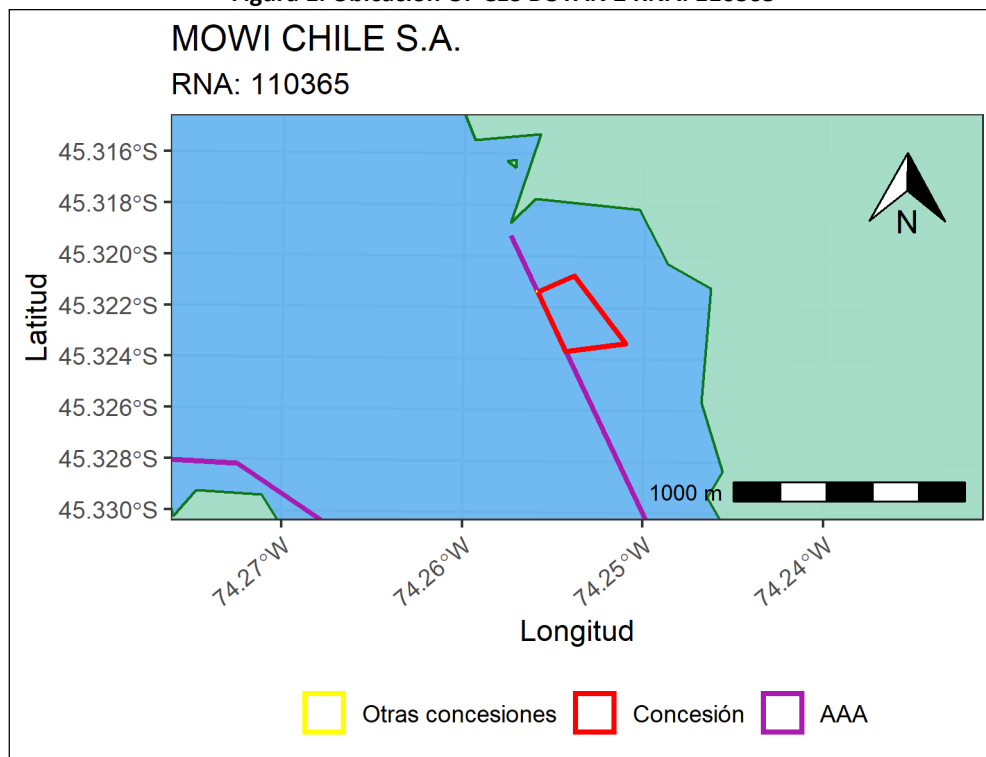 MOWI CHILE S.A.
RNA: 110365
45.316°S
45.318°S
45.320°S
45.322°S
45.324°S
45.326°S
45.328°S
45.330°S
Latitud
N
1000 m
74.27°W
74.26°W
74.25°W
74.24°W
Longitud
Otras concesiones
Concesión
AAA